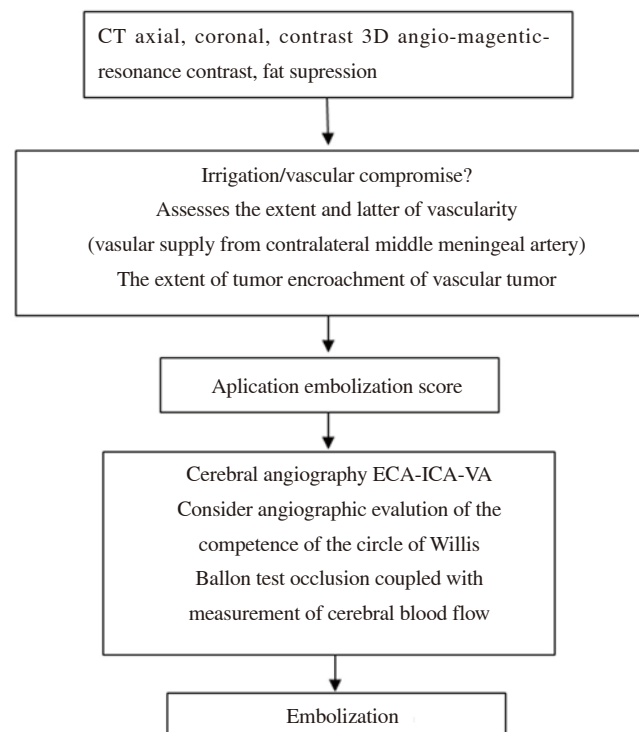 CT axial, coronal, contrast 3D angio-magentic-
resonance contrast, fat supression
Irrigation/vascular compromise?
Assesses the extent and latter of vascularity
(vasular supply from contralateral middle meningeal artery)
The extent of tumor encroachment of vascular tumor
Aplication embolization score
Cerebral angiography ECA-ICA-VA
Consider angiographic evalution of the
competence of the circle of Willis
Ballon test occlusion coupled with
measurement of cerebral blood flow
Embolization